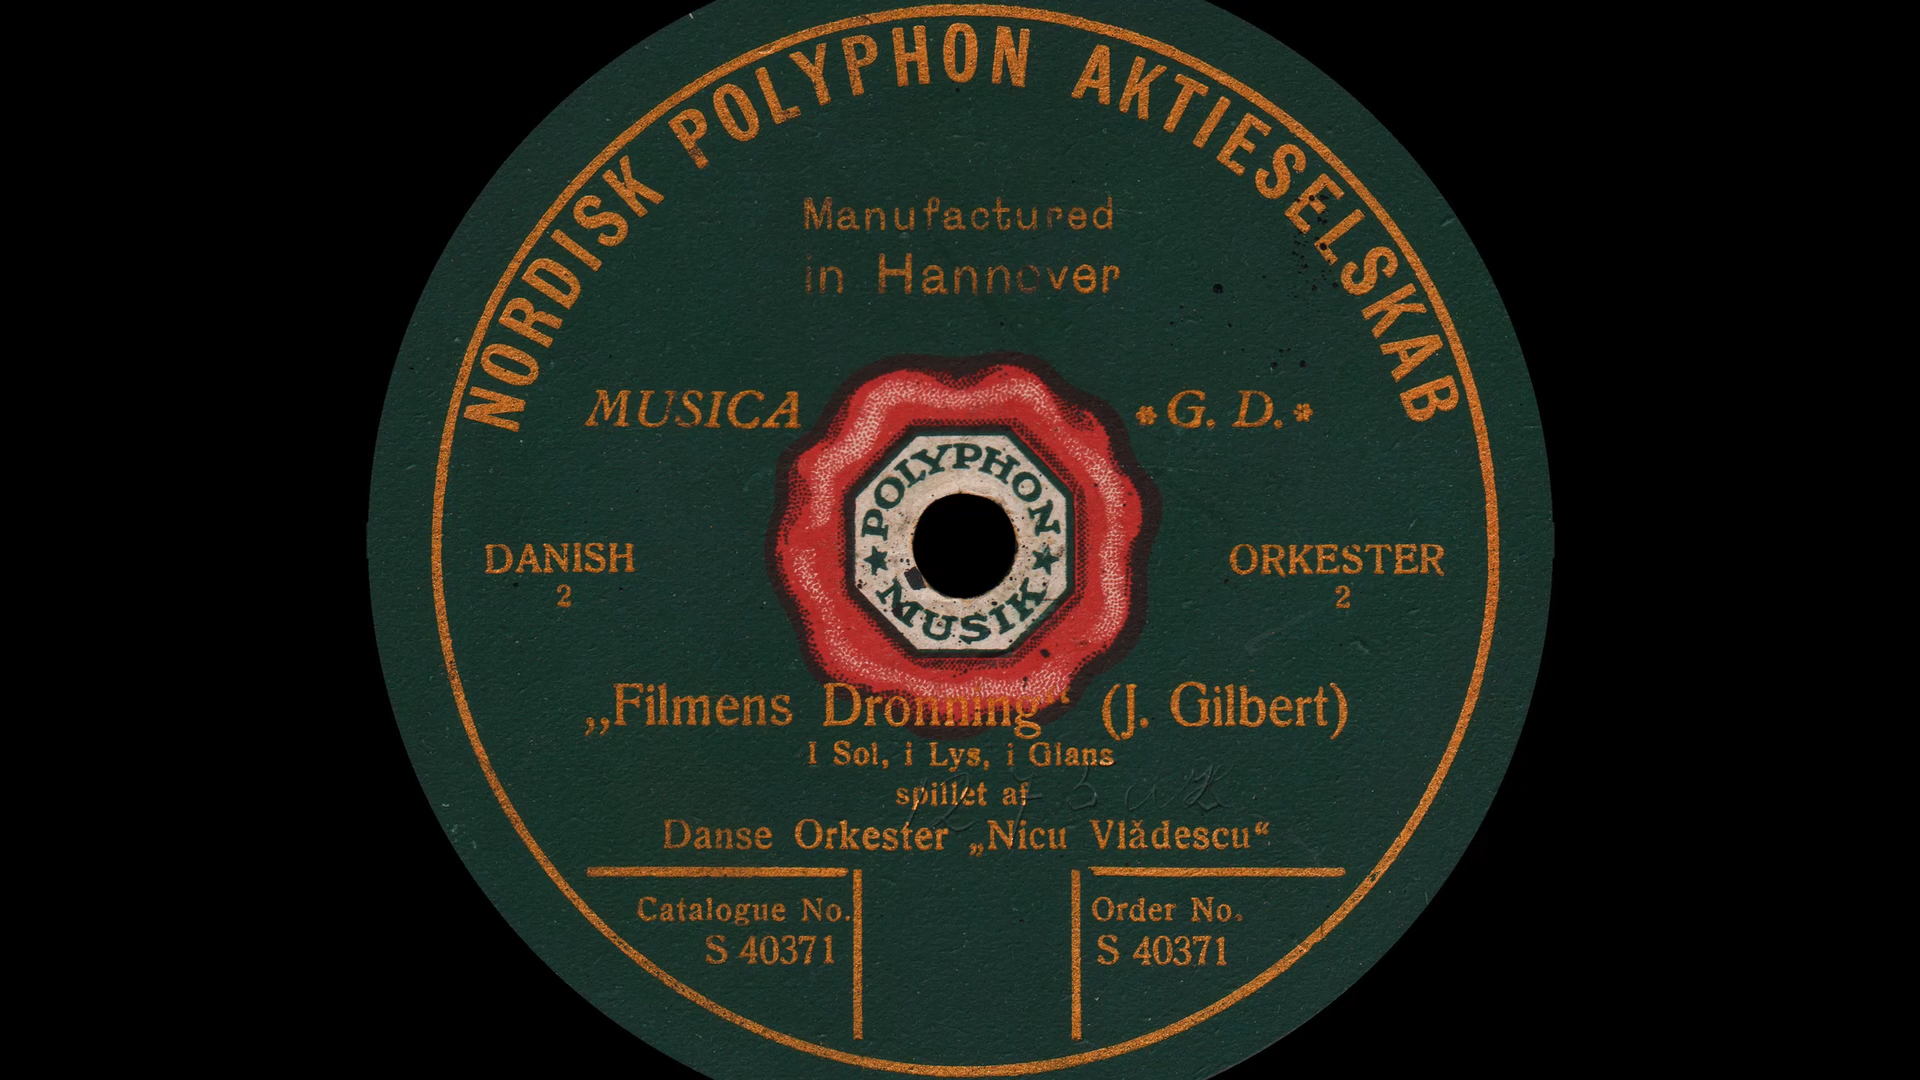 NORDISK POLYPHON AKTIESELSKAB
Manufactured
in Hannover
MUSICA
*G. D.*
POLYPHON
★ MUSIK ★
DANISH
2
ORKESTER
2
„Filmens Dronning“ (J. Gilbert)
I Sol, i Lys, i Glans
spillet af
Danse Orkester „Nicu Vlădescu“
Catalogue No.
S 40371
Order No.
S 40371